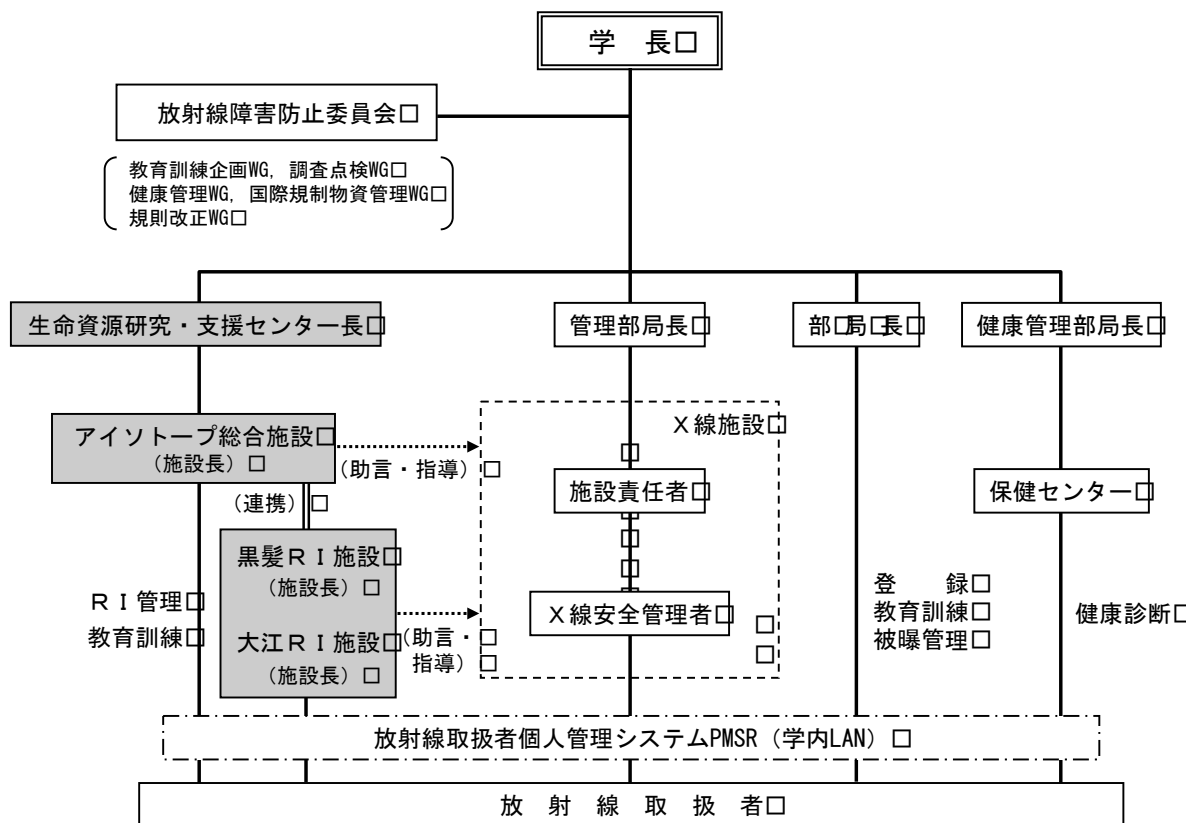 学　長□
放射線障害防止委員会□
教育訓練企画WG, 調査点検WG□
健康管理WG, 国際規制物資管理WG□
規則改正WG□
生命資源研究・支援センター長□
管理部局長□
部□局□長□
健康管理部局長□
アイソトープ総合施設□
（施設長）□
（助言・指導）□
X線施設□
施設責任者□
保健センター□
（連携）□
黒髪RI施設□
（施設長）□
RI管理□
教育訓練□
大江RI施設□
（施設長）□
（助言・□
指導）□
X線安全管理者□
登　　録□
教育訓練□
被曝管理□
健康診断□
放射線取扱者個人管理システムPMSR（学内LAN）□
放　射　線　取　扱　者□